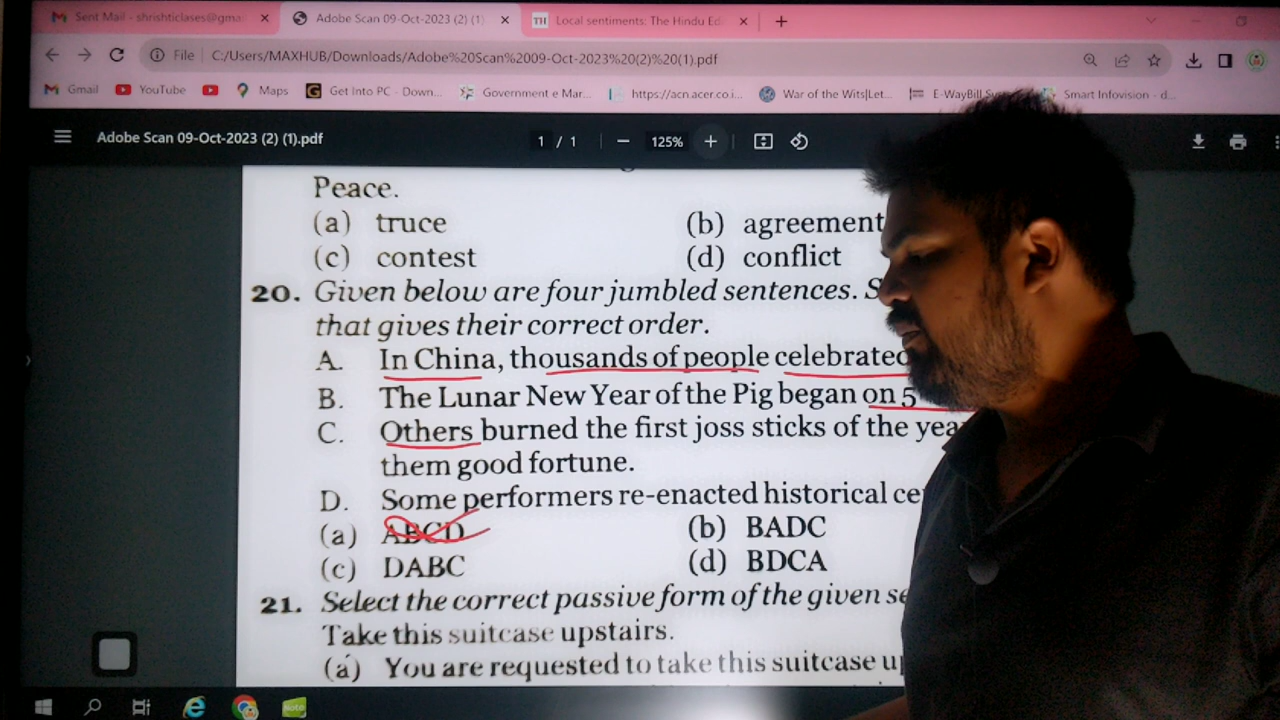 Sent Mail - shrishticlases@gma
Adobe Scan 09-Oct-2023 (2) (1)
TH Local sentiments: The Hindu Ed
File C:/Users/MAXHUB/Downloads/Adobe%20Scan%2009-Oct-2023%20(2)%20(1).pdf
Gmail YouTube Maps Get Into PC - Down... Government e Mar... https://acn.acer.co.i... War of the Wits|Let... E-WayBill Smart Infovision - d...
Adobe Scan 09-Oct-2023 (2) (1).pdf 1 / 1 125%
Peace.
(a) truce (b) agreement
(c) contest (d) conflict
20. Given below are four jumbled sentences. S
that gives their correct order.
A. In China, thousands of people celebrated
B. The Lunar New Year of the Pig began on 5
C. Others burned the first joss sticks of the yea
them good fortune.
D. Some performers re-enacted historical ce
(a) ABCD (b) BADC
(c) DABC (d) BDCA
21. Select the correct passive form of the given se
Take this suitcase upstairs.
(a) You are requested to take this suitcase up